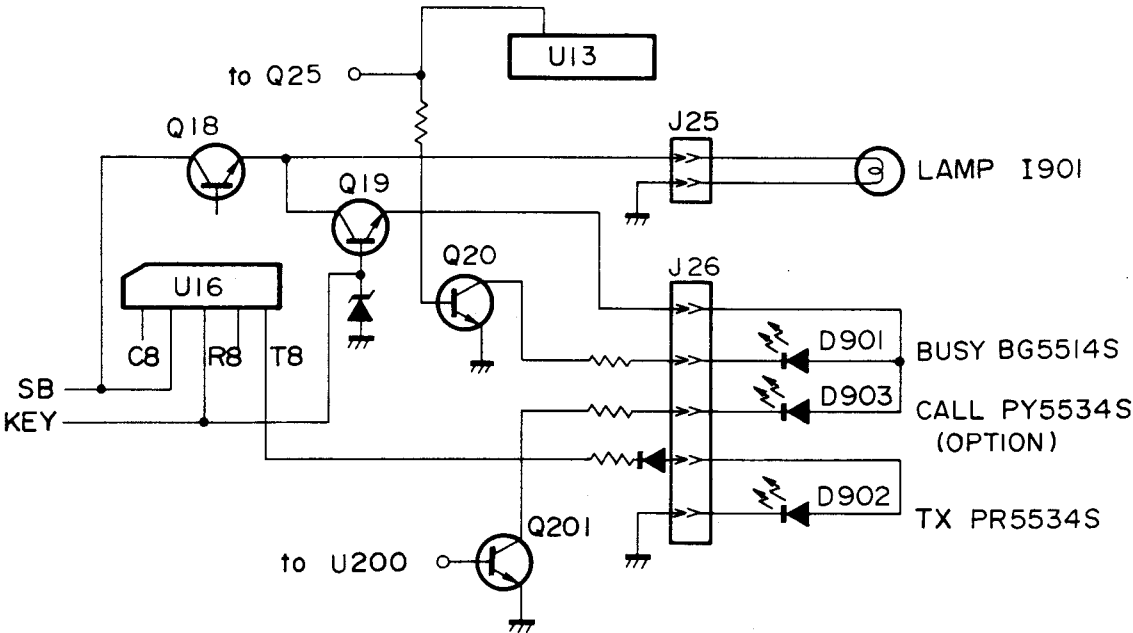 U13
to Q25
Q18
J25
Q19
LAMP I901
Q20
J26
U16
C8
R8
T8
D901
BUSY BG5514S
SB
D903
CALL PY5534S
(OPTION)
KEY
D902
TX PR5534S
Q201
to U200